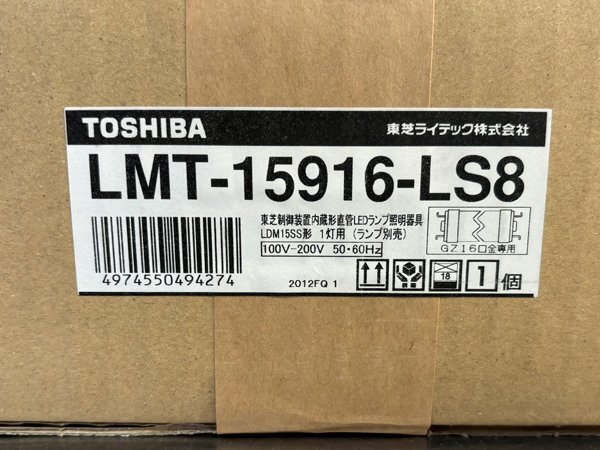 TOSHIBA 東芝ライテック株式会社
LMT-15916-LS8
東芝制御装置内蔵形直管LEDランプ照明器具
LDM15SS形 1灯用 (ランプ別売)
100V-200V 50・60Hz
GZ16口金専用
4974550494274
2012FQ 1
18
1個